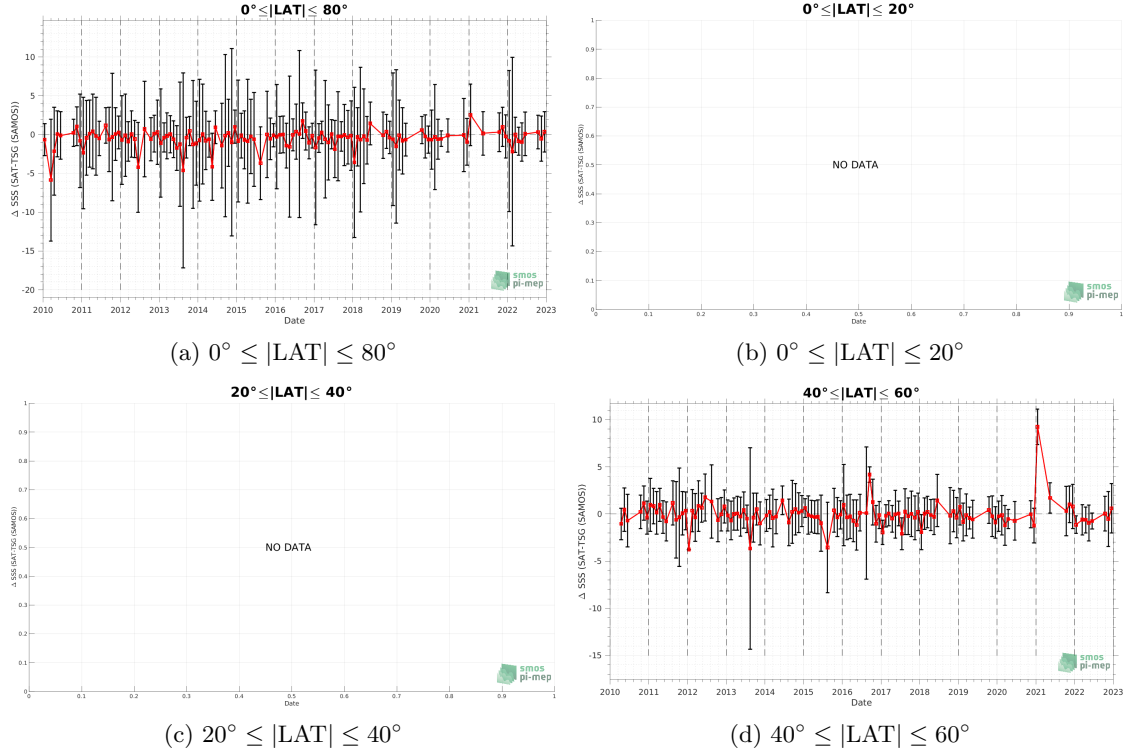 0°≤|LAT|≤ 80°
Δ SSS (SAT-TSG (SAMOS))
10
5
0
-5
-10
-15
-20
2010 2011 2012 2013 2014 2015 2016 2017 2018 2019 2020 2021 2022 2023
Date
smos
pi-mep
(a) 0° ≤ |LAT| ≤ 80°
0°≤|LAT|≤ 20°
Δ SSS (SAT-TSG (SAMOS))
1
0.9
0.8
0.7
0.6
0.5
0.4
0.3
0.2
0.1
0
NO DATA
0 0.1 0.2 0.3 0.4 0.5 0.6 0.7 0.8 0.9 1
Date
smos
pi-mep
(b) 0° ≤ |LAT| ≤ 20°
20°≤|LAT|≤ 40°
Δ SSS (SAT-TSG (SAMOS))
1
0.9
0.8
0.7
0.6
0.5
0.4
0.3
0.2
0.1
0
NO DATA
0 0.1 0.2 0.3 0.4 0.5 0.6 0.7 0.8 0.9 1
Date
smos
pi-mep
(c) 20° ≤ |LAT| ≤ 40°
40°≤|LAT|≤ 60°
Δ SSS (SAT-TSG (SAMOS))
10
5
0
-5
-10
-15
2010 2011 2012 2013 2014 2015 2016 2017 2018 2019 2020 2021 2022 2023
Date
smos
pi-mep
(d) 40° ≤ |LAT| ≤ 60°